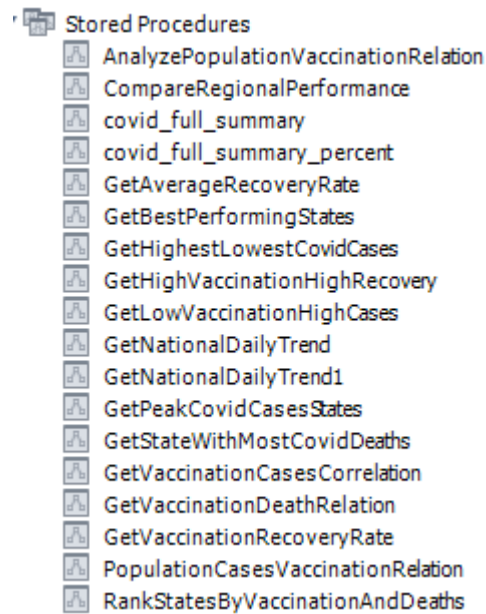 Stored Procedures
AnalyzePopulationVaccinationRelation
CompareRegionalPerformance
covid_full_summary
covid_full_summary_percent
GetAverageRecoveryRate
GetBestPerformingStates
GetHighestLowestCovidCases
GetHighVaccinationHighRecovery
GetLowVaccinationHighCases
GetNationalDailyTrend
GetNationalDailyTrend1
GetPeakCovidCasesStates
GetStateWithMostCovidDeaths
GetVaccinationCasesCorrelation
GetVaccinationDeathRelation
GetVaccinationRecoveryRate
PopulationCasesVaccinationRelation
RankStatesByVaccinationAndDeaths